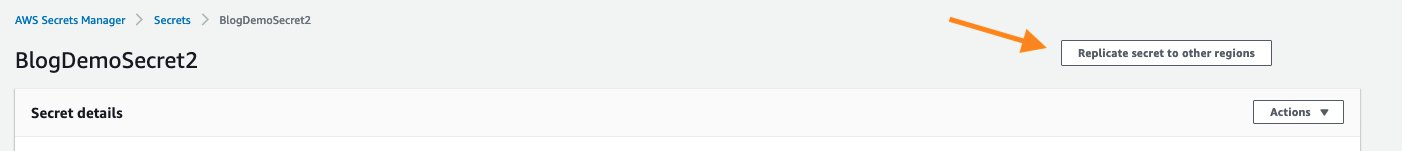 AWS Secrets Manager > Secrets > BlogDemoSecret2
BlogDemoSecret2
Replicate secret to other regions
Secret details
Actions ▼